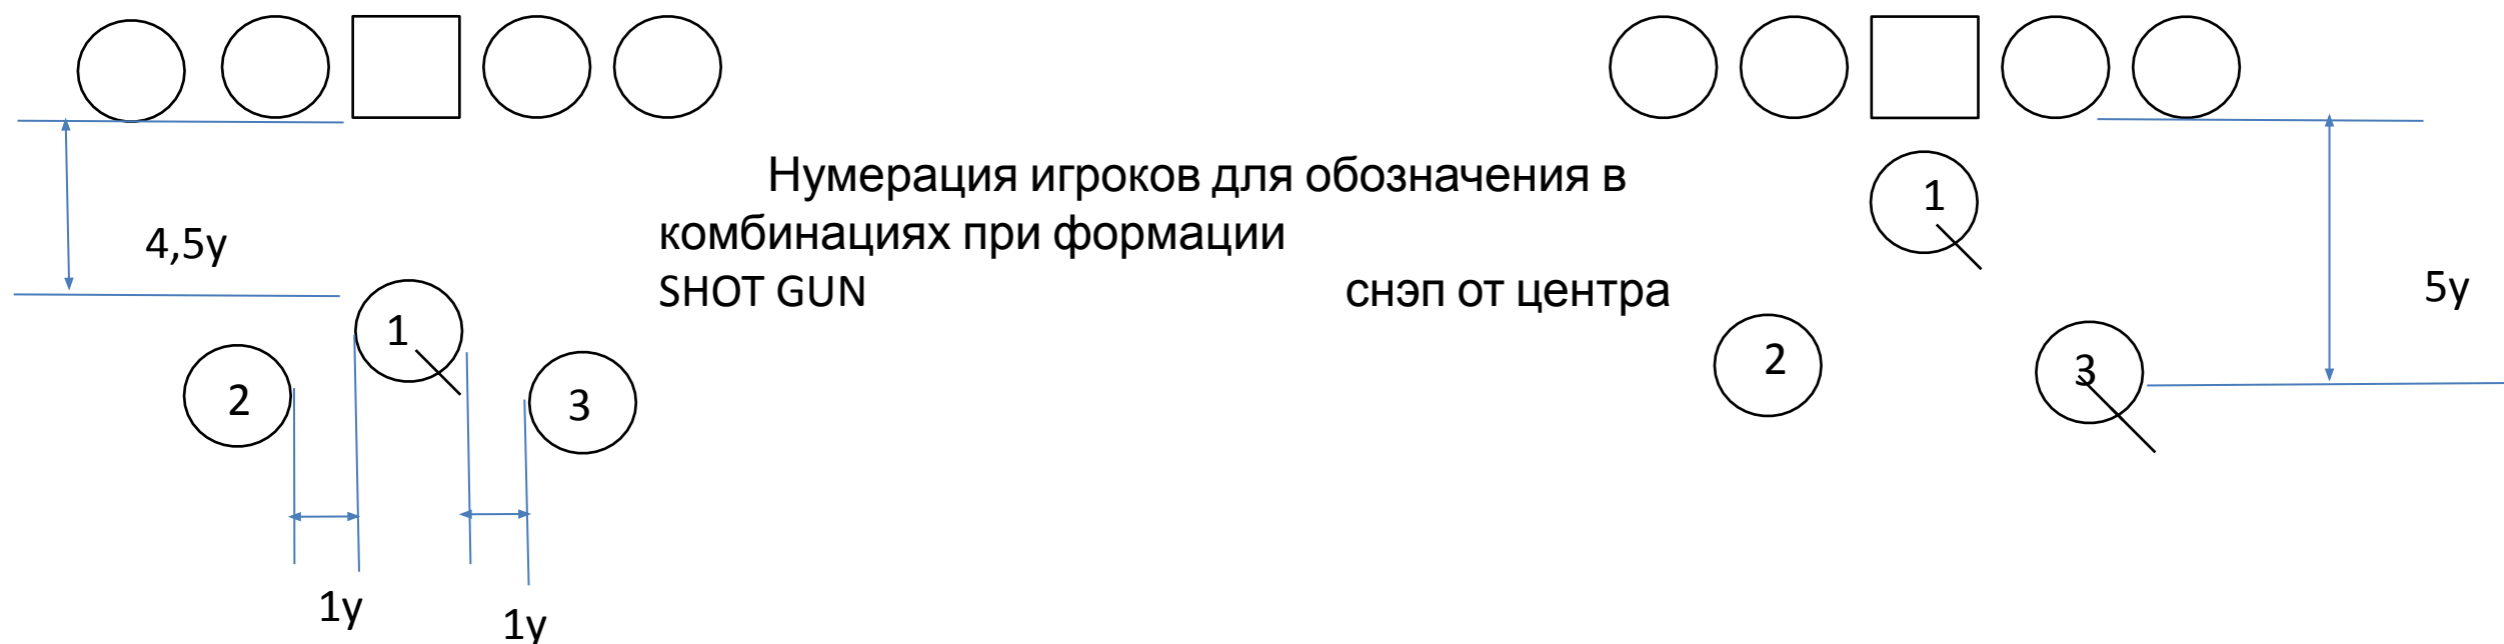 Нумерация игроков для обозначения в
комбинациях при формации
SHOT GUN снэп от центра
4,5y
1
2
3
1y
1y
1
2
3
5y